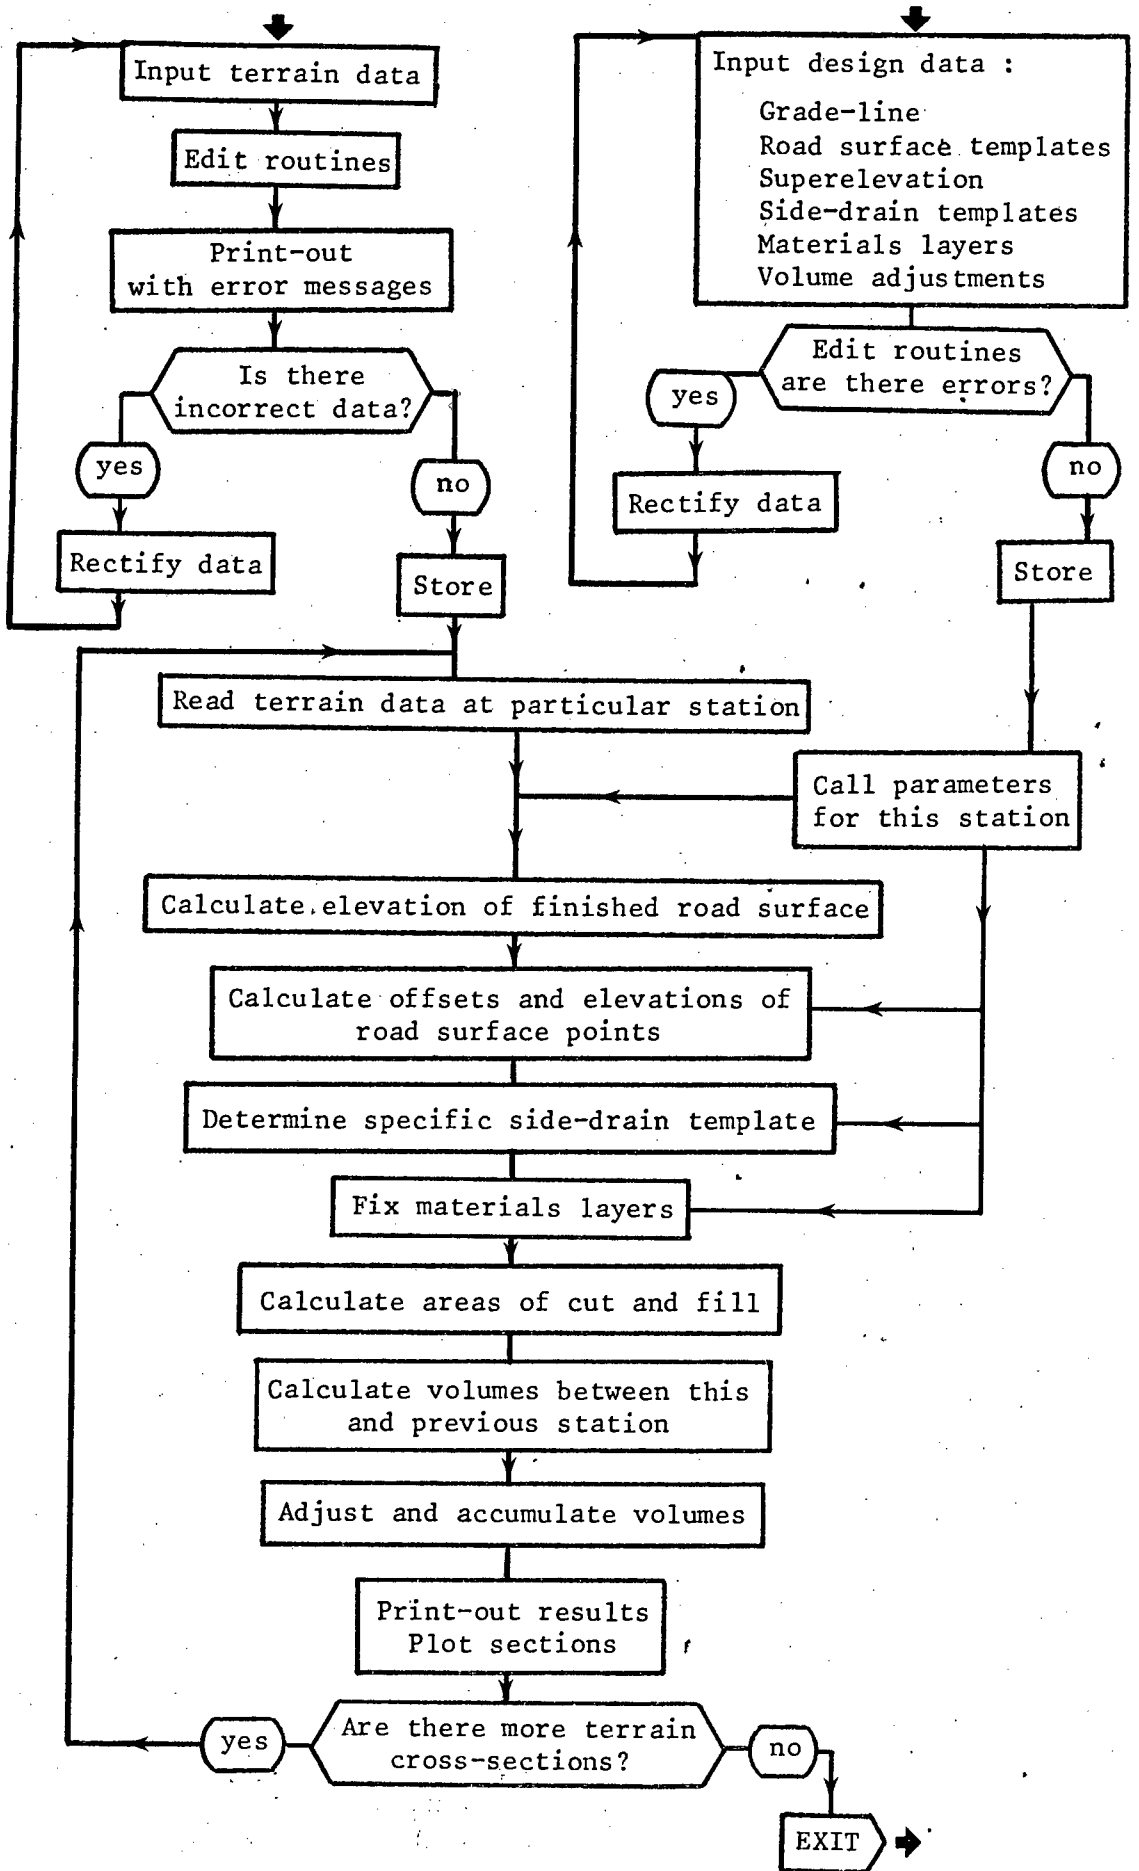 Input terrain data
Edit routines
Print-out
with error messages
Is there
incorrect data?
yes
no
Rectify data
Store
Input design data :
Grade-line
Road surface templates
Superelevation
Side-drain templates
Materials layers
Volume adjustments
Edit routines
are there errors?
yes
no
Rectify data
Store
Read terrain data at particular station
Call parameters
for this station
Calculate elevation of finished road surface
Calculate offsets and elevations of
road surface points
Determine specific side-drain template
Fix materials layers
Calculate areas of cut and fill
Calculate volumes between this
and previous station
Adjust and accumulate volumes
Print-out results
Plot sections
Are there more terrain
cross-sections?
yes
no
EXIT